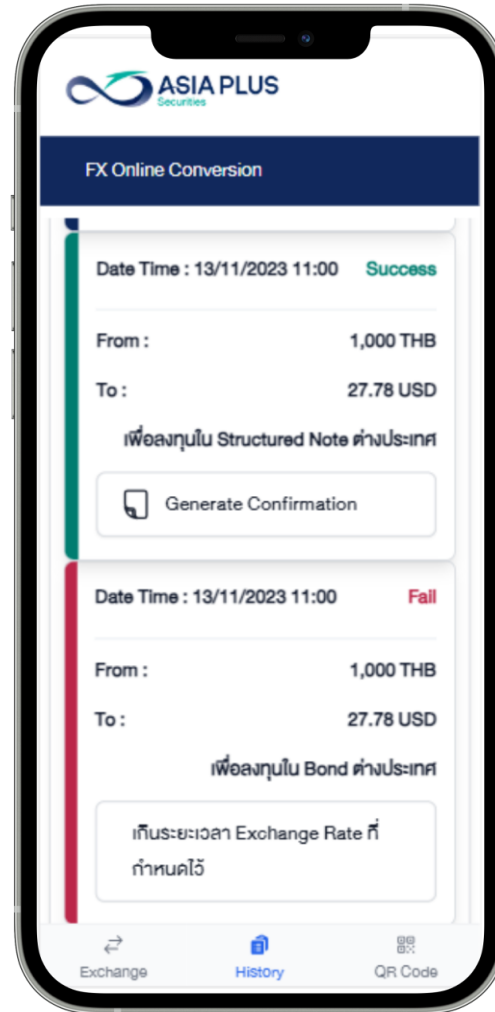 ASIA PLUS
Securities
FX Online Conversion
Date Time : 13/11/2023 11:00 Success
From : 1,000 THB
To : 27.78 USD
เพื่อลงทุนใน Structured Note ต่างประเทศ
Generate Confirmation
Date Time : 13/11/2023 11:00 Fail
From : 1,000 THB
To : 27.78 USD
เพื่อลงทุนใน Bond ต่างประเทศ
เกินระยะเวลา Exchange Rate ที่
กำหนดไว้
Exchange History QR Code